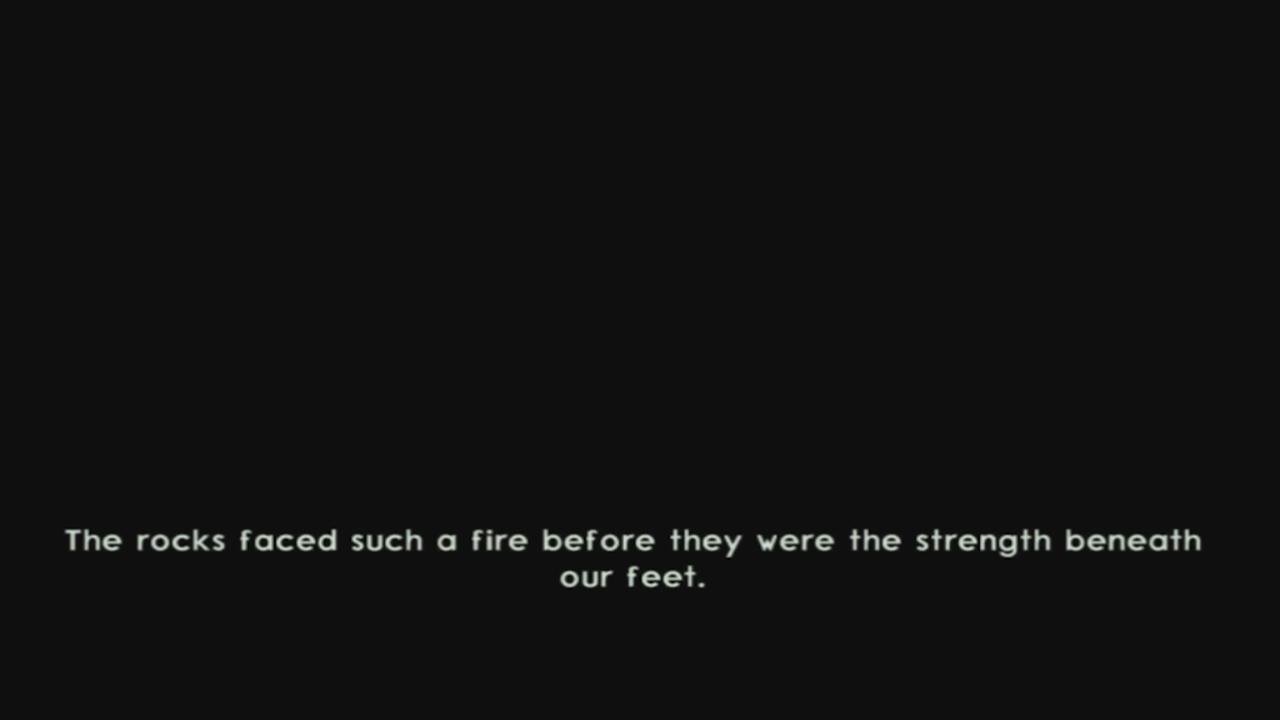 The rocks faced such a fire before they were the strength beneath
our feet.